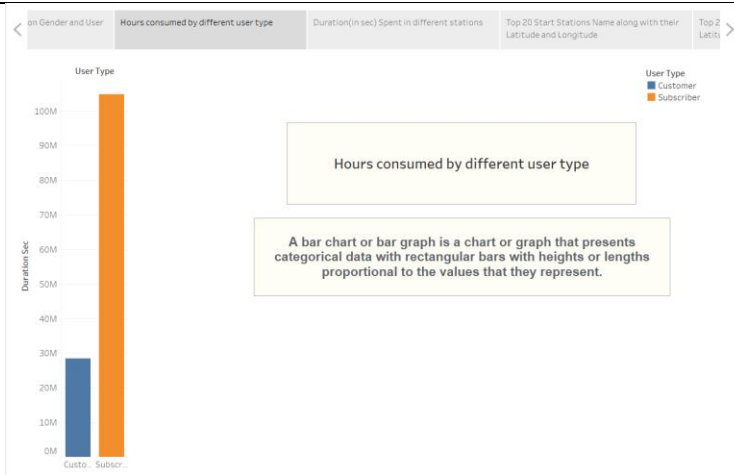 on Gender and User
Hours consumed by different user type
Duration(in sec) Spent in different stations
Top 20 Start Stations Name along with their
Latitude and Longitude
Top 2
Latit
User Type
User Type
Customer
Subscriber
Hours consumed by different user type
A bar chart or bar graph is a chart or graph that presents
categorical data with rectangular bars with heights or lengths
proportional to the values that they represent.
Duration Sec
100M
90M
80M
70M
60M
50M
40M
30M
20M
10M
0M
Custo..
Subscr..